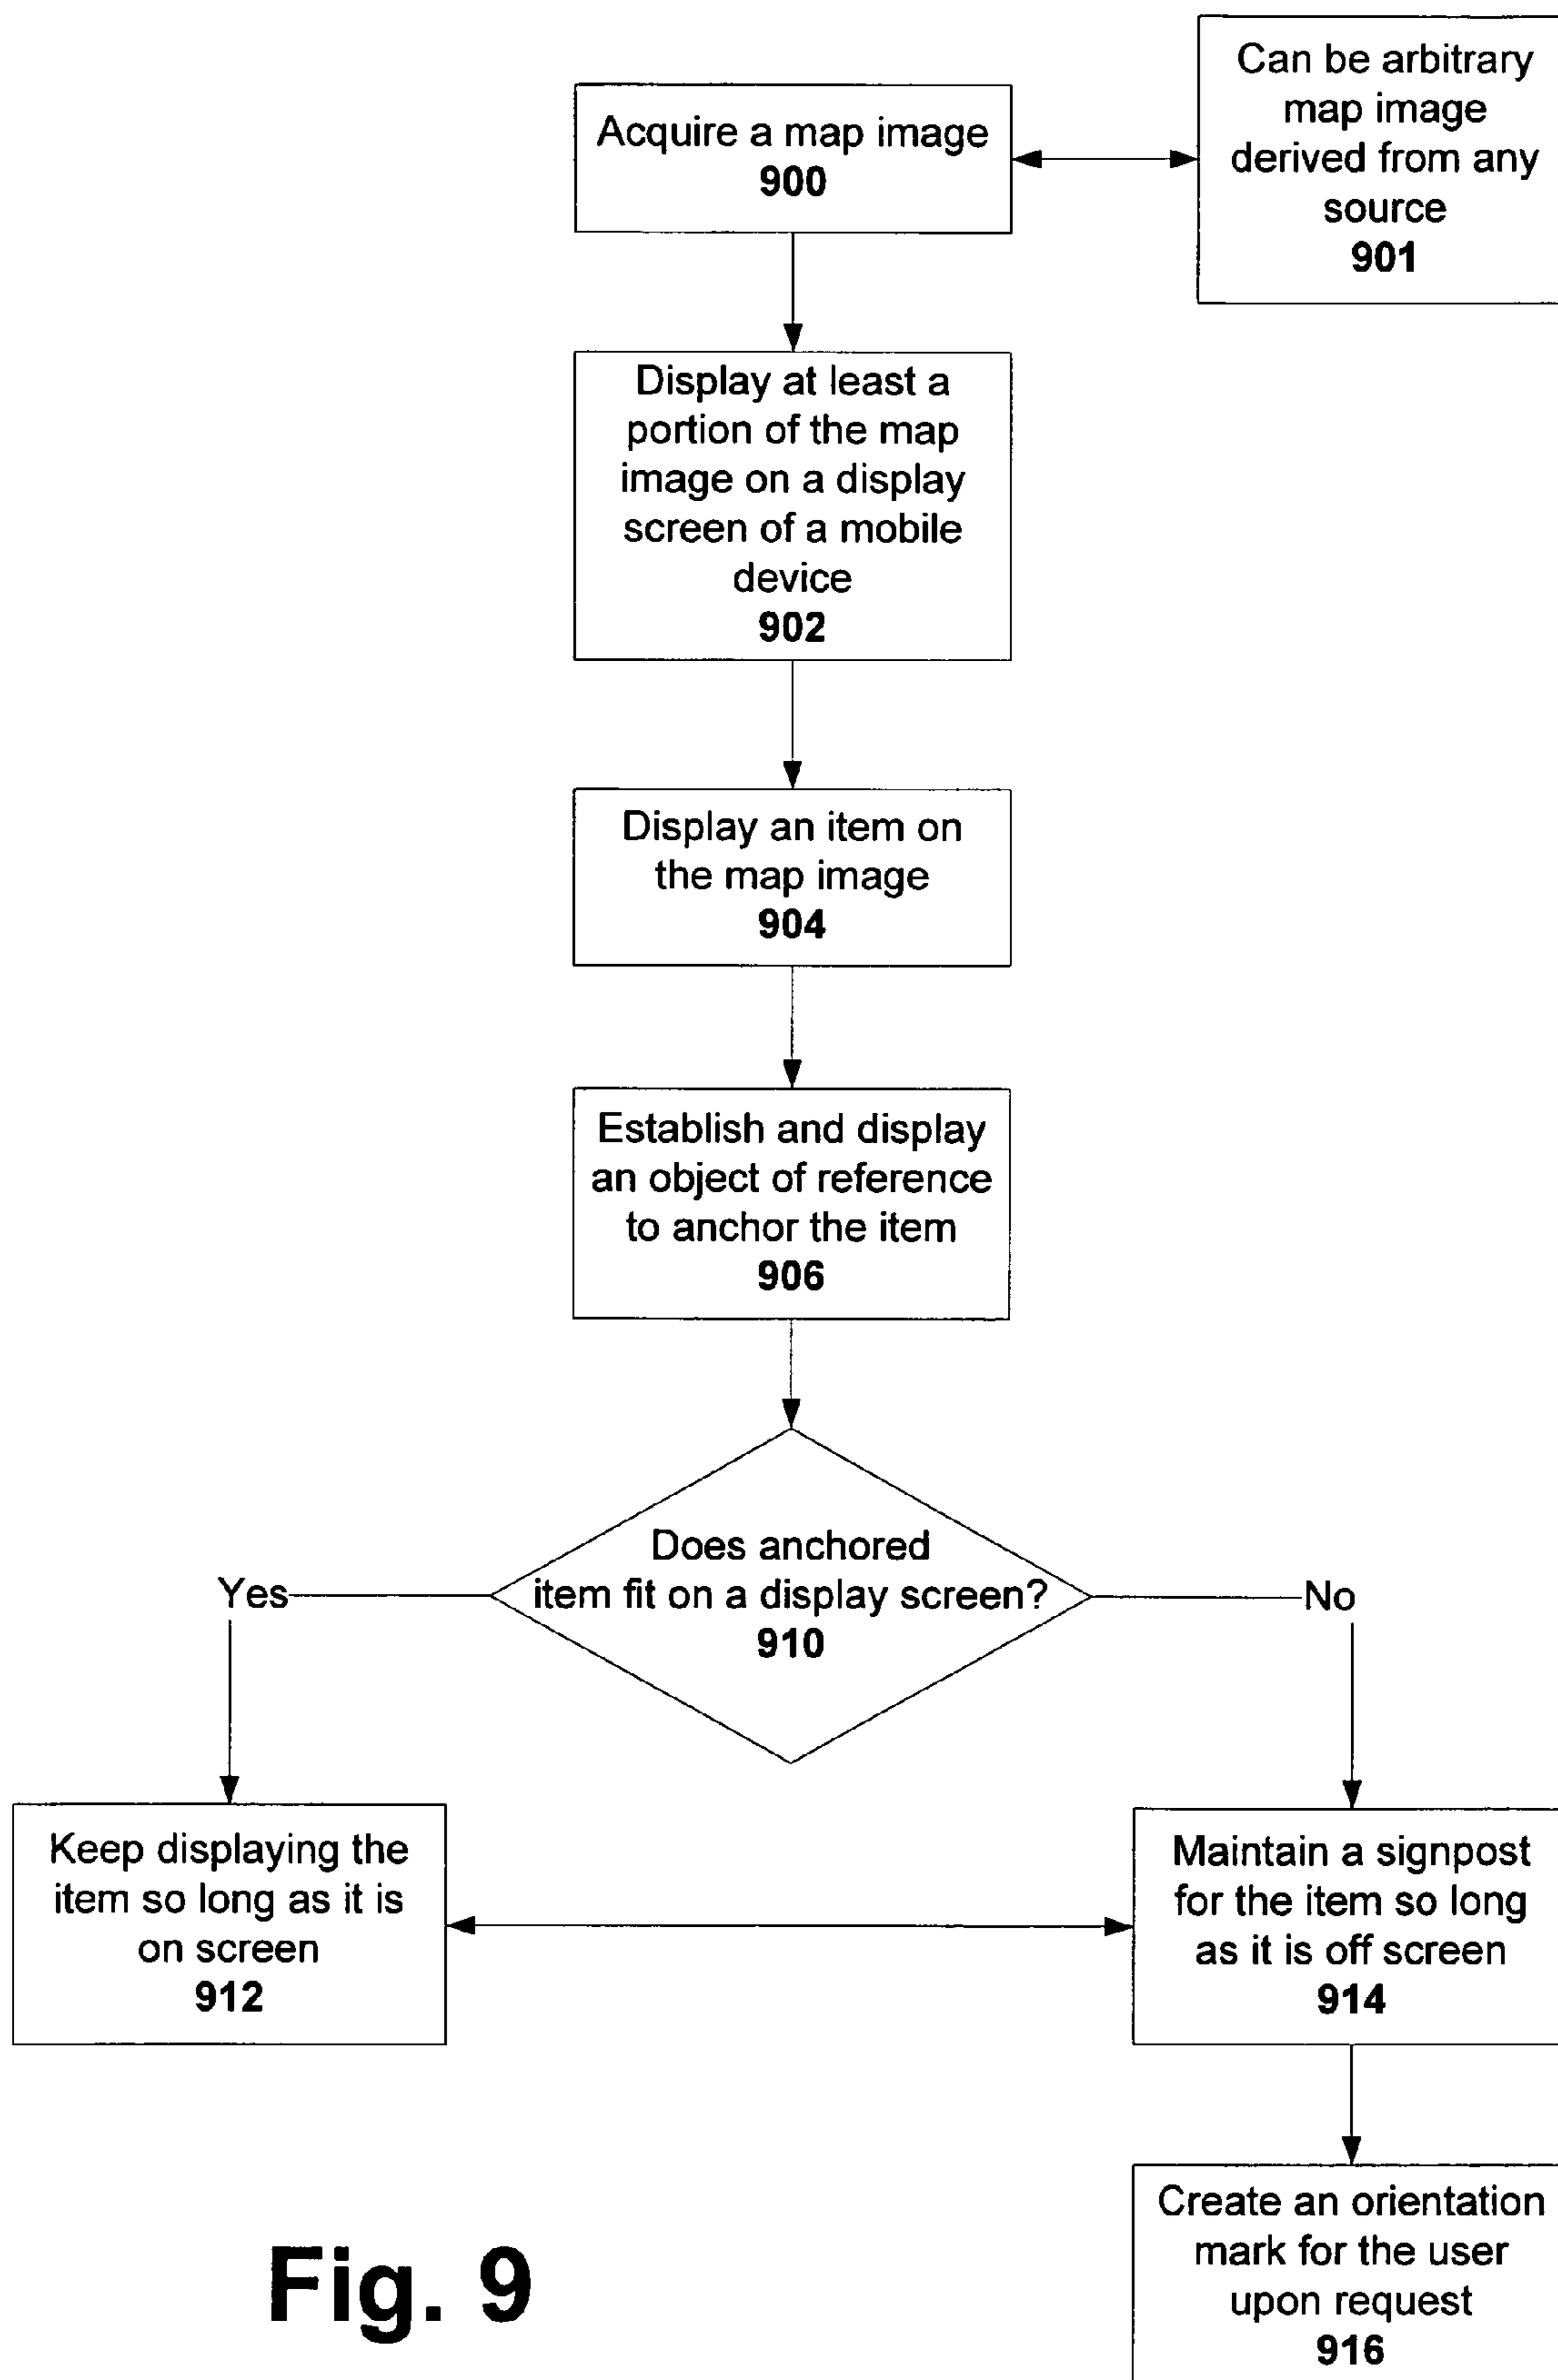 Acquire a map image
900
Can be arbitrary
map image
derived from any
source
901
Display at least a
portion of the map
image on a display
screen of a mobile
device
902
Display an item on
the map image
904
Establish and display
an object of reference
to anchor the item
906
Does anchored
item fit on a display screen?
910
Yes
No
Keep displaying the
item so long as it is
on screen
912
Maintain a signpost
for the item so long
as it is off screen
914
Create an orientation
mark for the user
upon request
916
Fig. 9